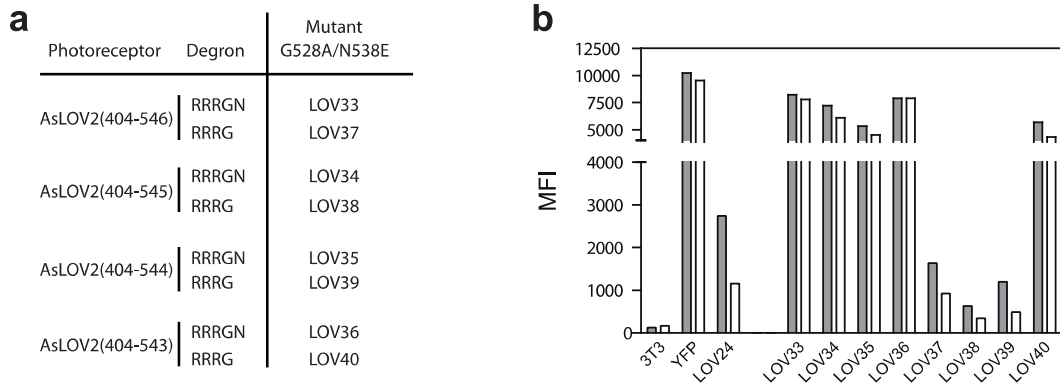 a
Photoreceptor Degron Mutant G528A/N538E
AsLOV2(404-546) RRRGN LOV33
RRRG LOV37
AsLOV2(404-545) RRRGN LOV34
RRRG LOV38
AsLOV2(404-544) RRRGN LOV35
RRRG LOV39
AsLOV2(404-543) RRRGN LOV36
RRRG LOV40
b
MFI
12500
10000
7500
5000
4000
3000
2000
1000
0
3T3 YFP LOV24 LOV33 LOV34 LOV35 LOV36 LOV37 LOV38 LOV39 LOV40